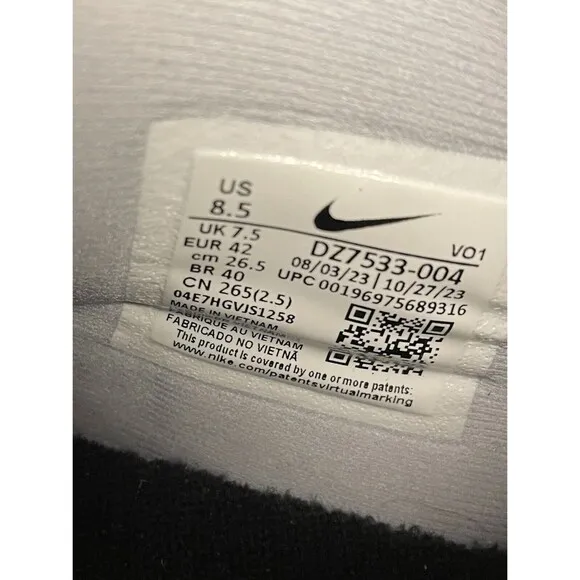 US
8.5
UK 7.5
EUR 42
cm 26.5
BR 40
CN 265(2.5)
04E7HGVJS1258
MADE IN VIETNAM
FABRIQUE AU VIETNAM
FABRICADO NO VIETNÃ
This product is covered by one or more patents:
www.nike.com/patentsvirtualmarking
DZ7533-004
VO1
08/03/23 | 10/27/23
UPC 00196975689316